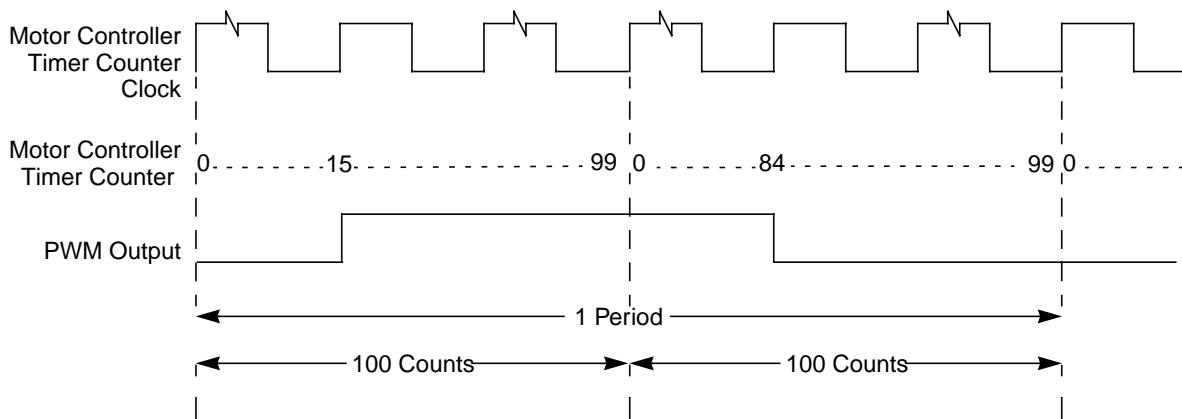 Motor Controller
Timer Counter
Clock
Motor Controller
Timer Counter
0 15 99 0 84 99 0
PWM Output
1 Period
100 Counts 100 Counts